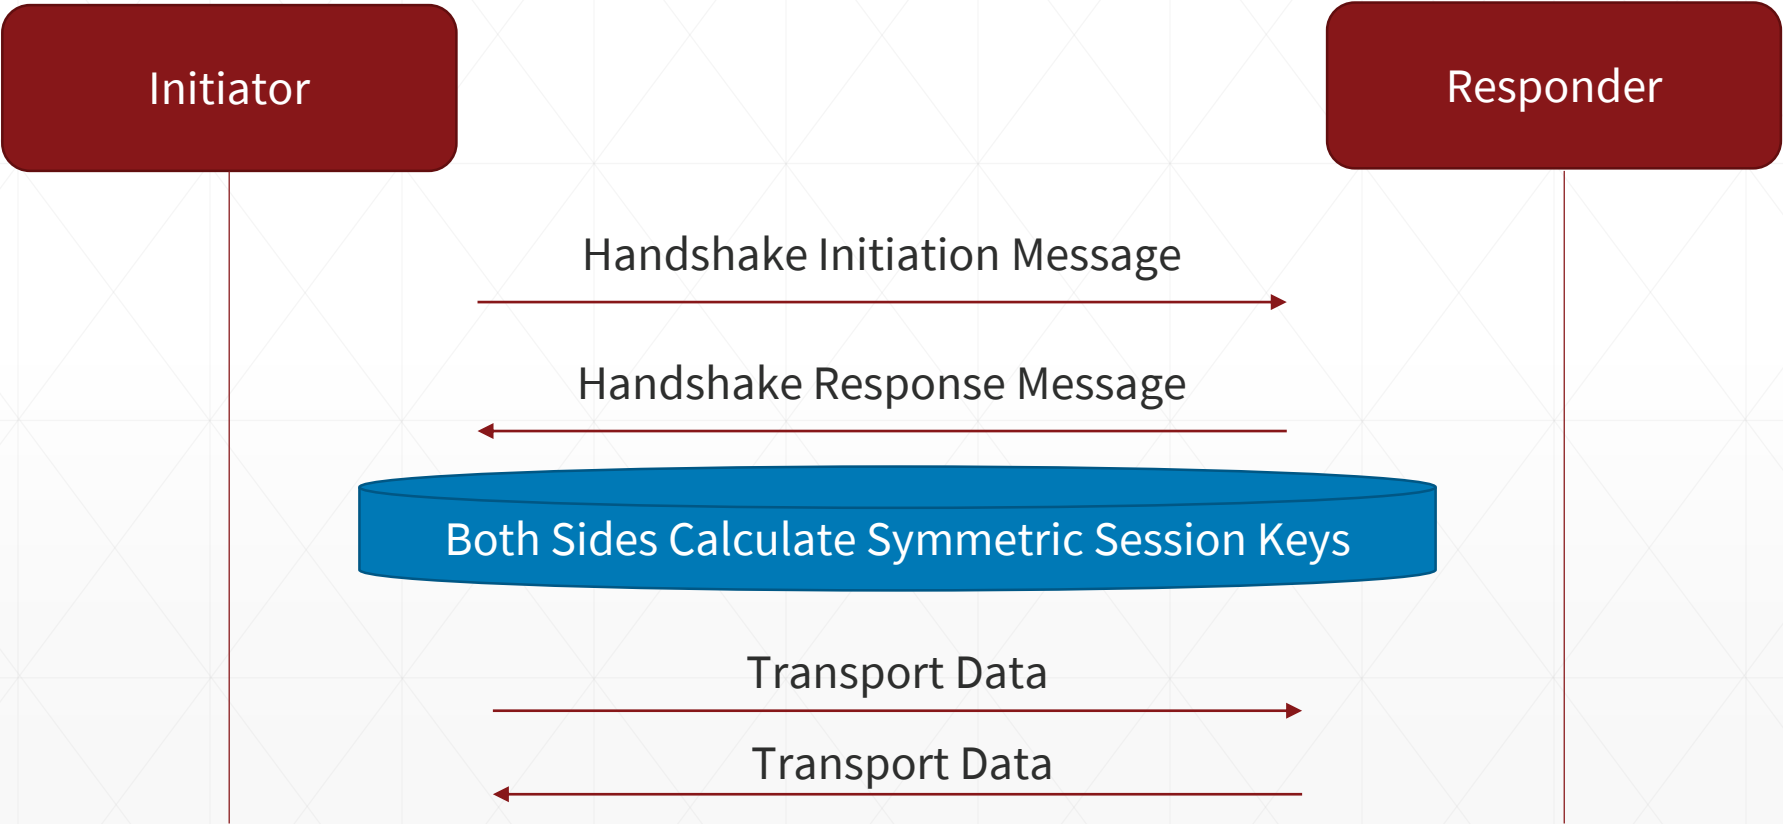 Initiator
Responder
Handshake Initiation Message
Handshake Response Message
Both Sides Calculate Symmetric Session Keys
Transport Data
Transport Data